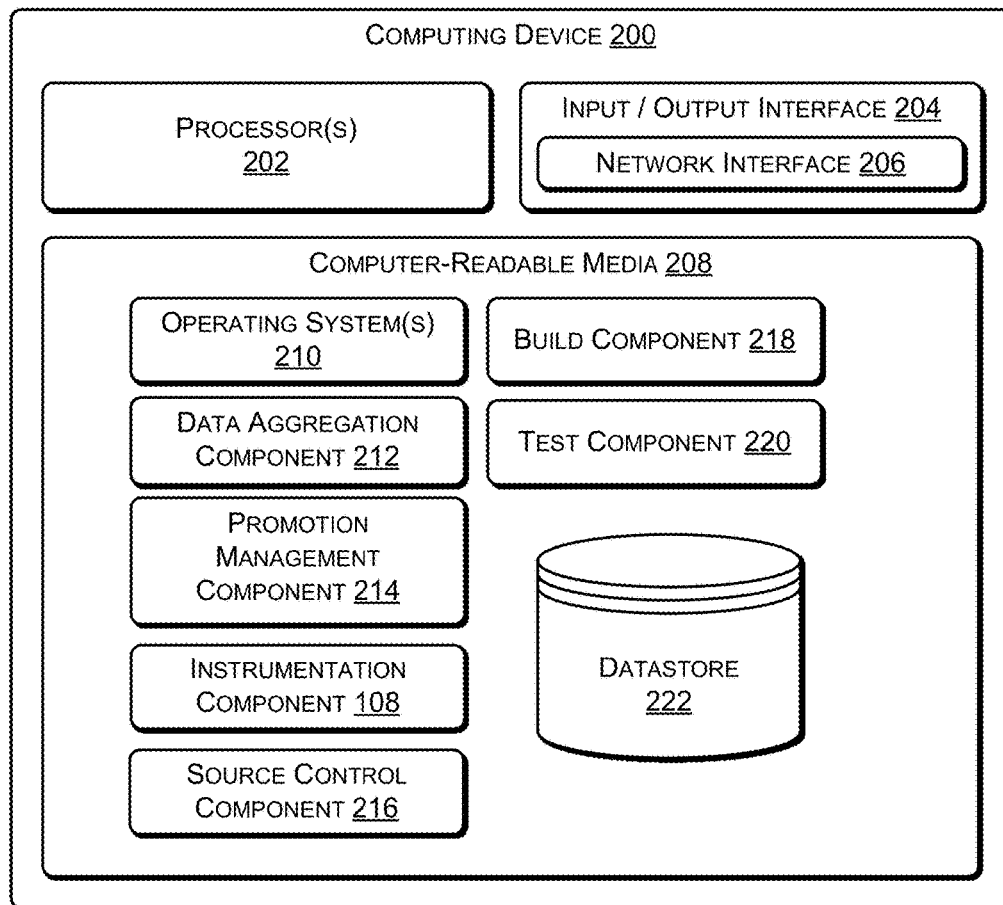 COMPUTING DEVICE 200
PROCESSOR(S)
202
INPUT / OUTPUT INTERFACE 204
NETWORK INTERFACE 206
COMPUTER-READABLE MEDIA 208
OPERATING SYSTEM(S)
210
DATA AGGREGATION
COMPONENT 212
PROMOTION
MANAGEMENT
COMPONENT 214
INSTRUMENTATION
COMPONENT 108
SOURCE CONTROL
COMPONENT 216
BUILD COMPONENT 218
TEST COMPONENT 220
DATASTORE
222